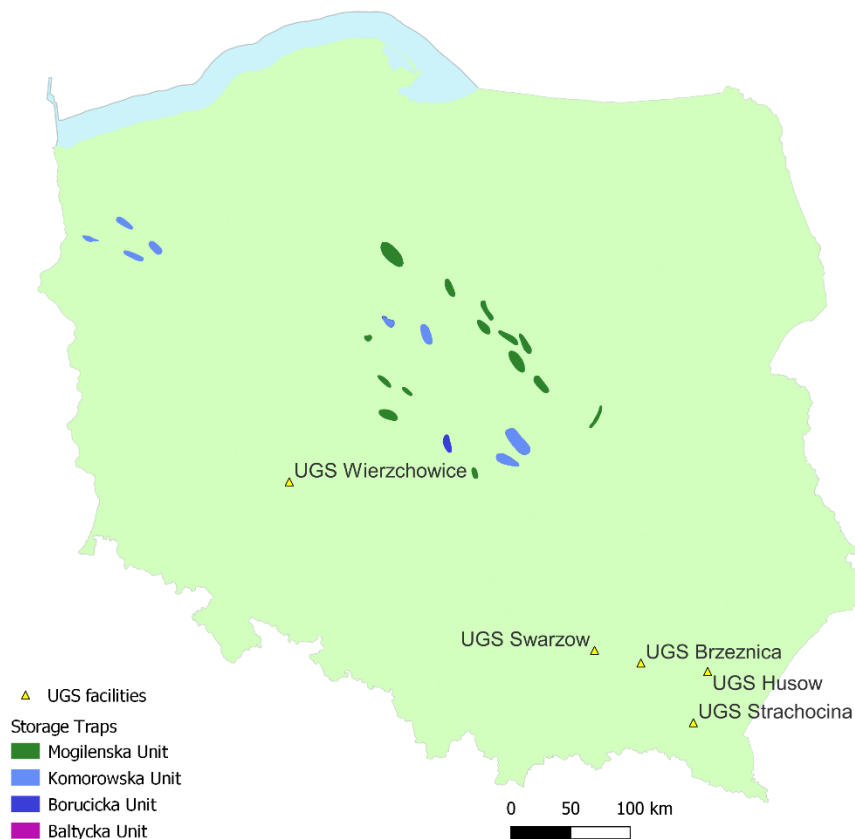 UGS Wierzchowice
UGS Swarzow
UGS Brzeznica
UGS Husow
UGS Strachocina
UGS facilities
Storage Traps
Mogilenska Unit
Komorowska Unit
Borucicka Unit
Baltycka Unit
0 50 100 km